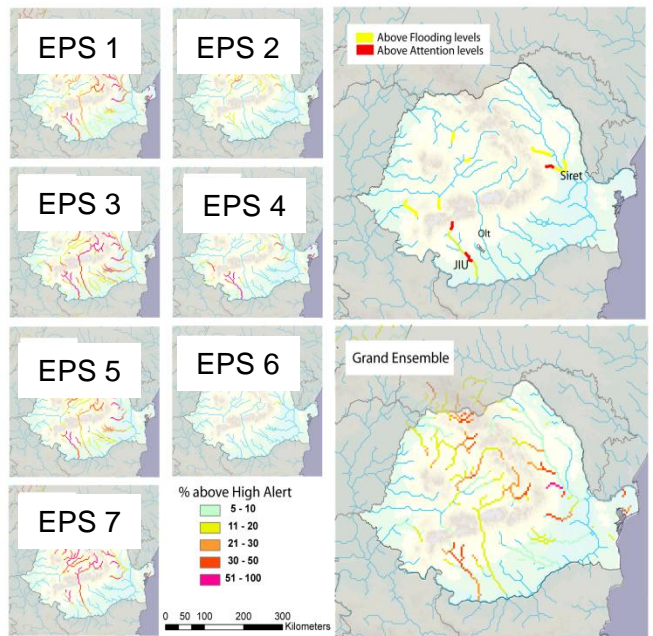 EPS 1
EPS 2
EPS 3
EPS 4
EPS 5
EPS 6
EPS 7
% above High Alert
5 - 10
11 - 20
21 - 30
30 - 50
51 - 100
0 50 100 200 300
Kilometers
Above Flooding levels
Above Attention levels
Siret
Olt
JIU
Grand Ensemble